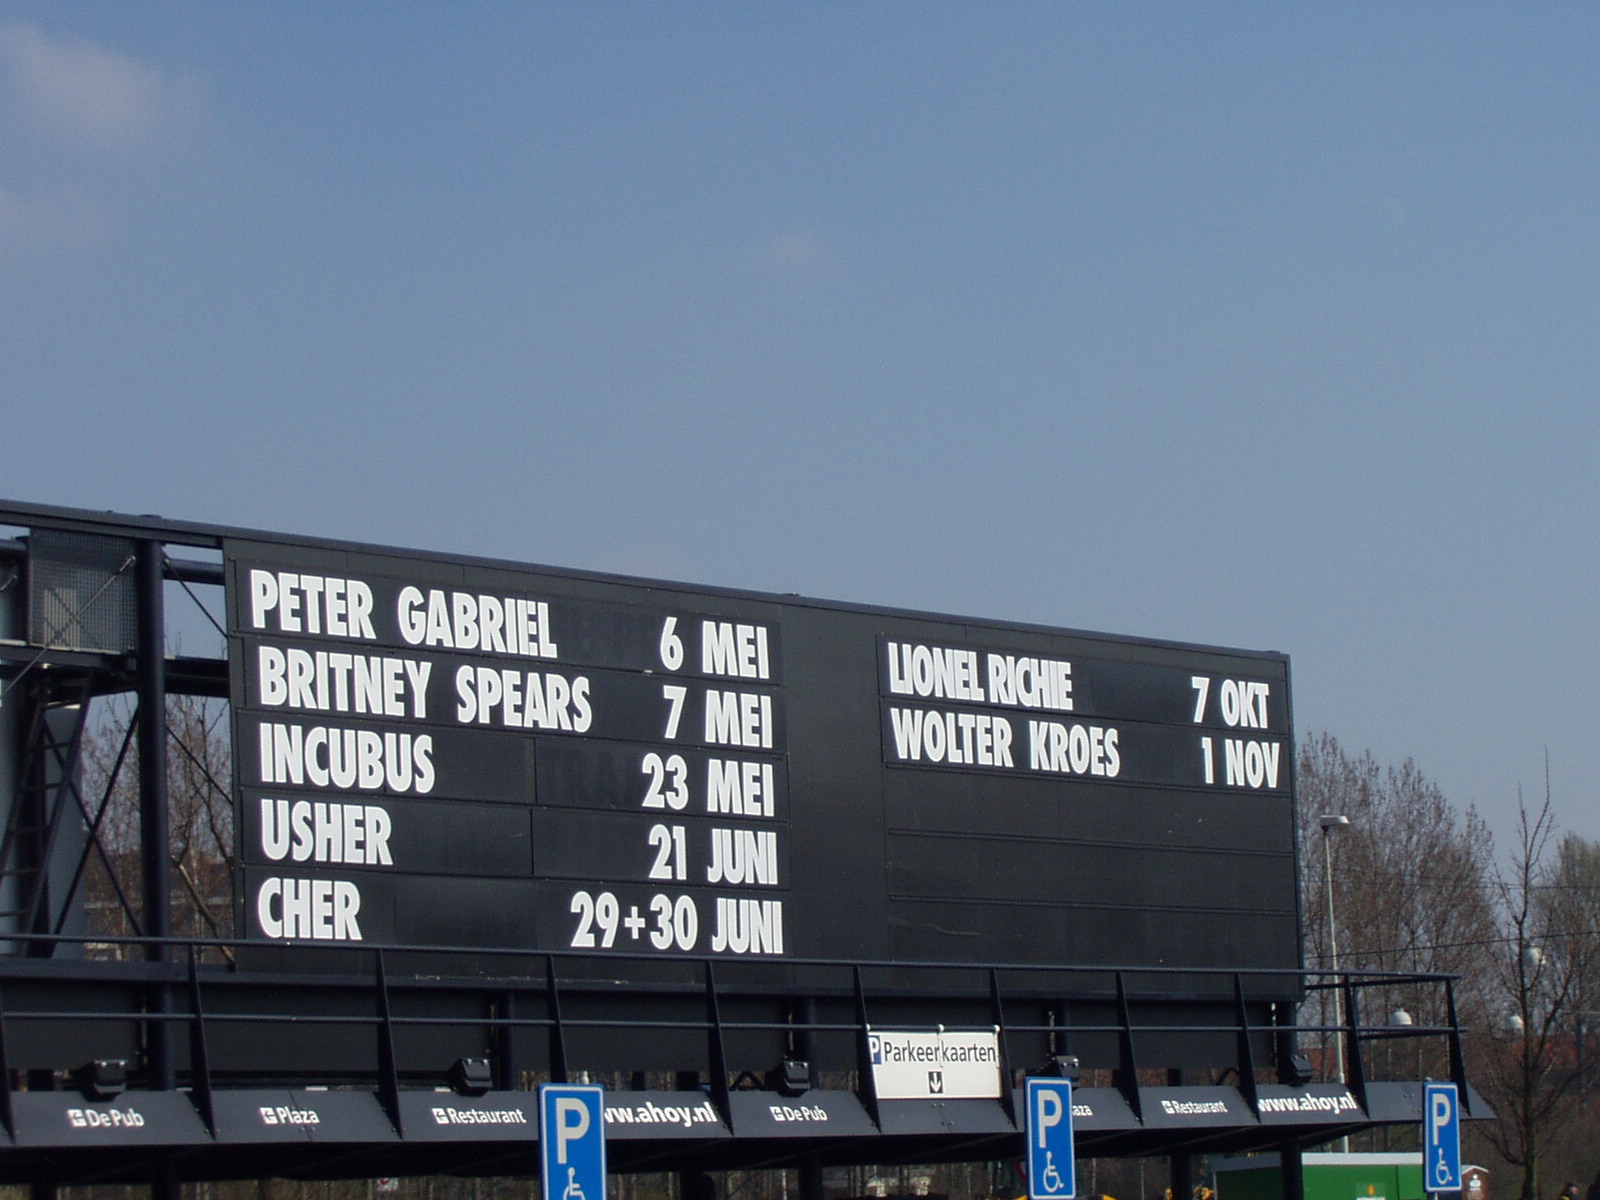 PETER GABRIEL 6 MEI
BRITNEY SPEARS 7 MEI
INCUBUS 23 MEI
USHER 21 JUNI
CHER 29+30 JUNI
LIONEL RICHIE 7 OKT
WOLTER KROES 1 NOV
P Parkeerkaarten
De Pub
Plaza
Restaurant
www.ahoy.nl
De Pub
Restaurant
www.ahoy.nl
P
P
P